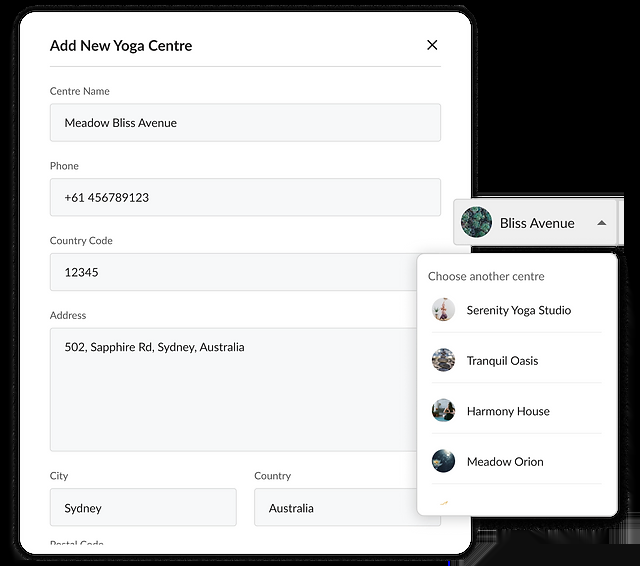 Add New Yoga Centre
Centre Name
Meadow Bliss Avenue
Phone
+61 456789123
Country Code
12345
Address
502, Sapphire Rd, Sydney, Australia
City
Country
Sydney
Australia
Postal Code
Bliss Avenue
Choose another centre
Serenity Yoga Studio
Tranquil Oasis
Harmony House
Meadow Orion